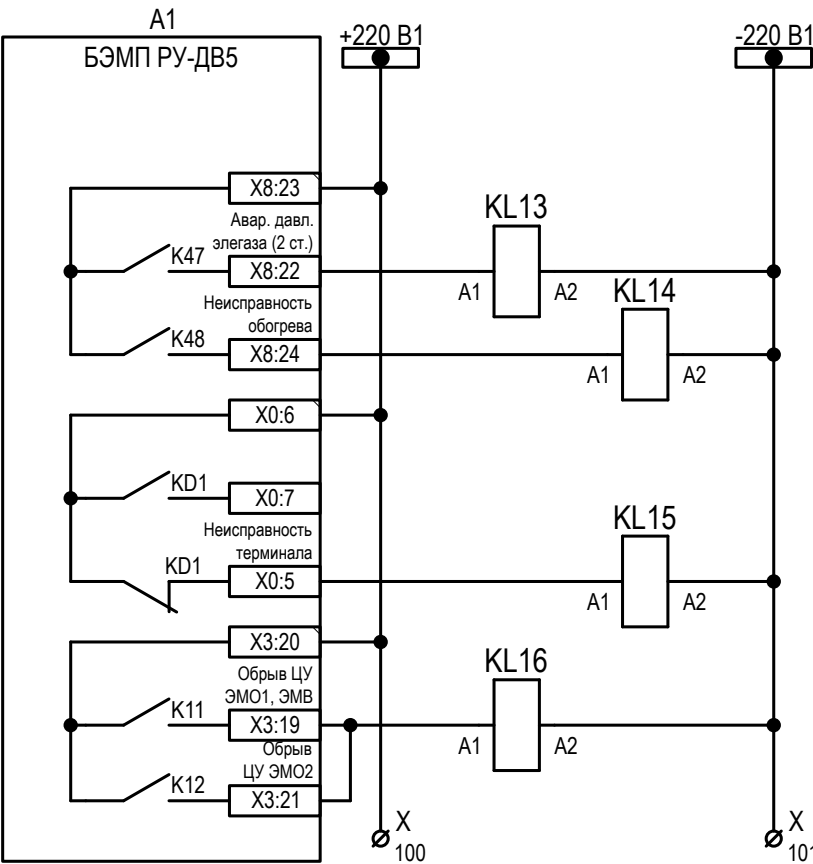 A1
БЭМП РУ-ДВ5
+220 В1
-220 В1
X8:23
Авар. давл.
элегаза (2 ст.)
K47
X8:22
KL13
A1
A2
Неисправность
обогрева
K48
X8:24
KL14
A1
A2
X0:6
KD1
X0:7
Неисправность
терминала
KD1
X0:5
KL15
A1
A2
X3:20
Обрыв ЦУ
ЭМО1, ЭМВ
K11
X3:19
KL16
A1
A2
Обрыв
ЦУ ЭМО2
K12
X3:21
X
100
X
101